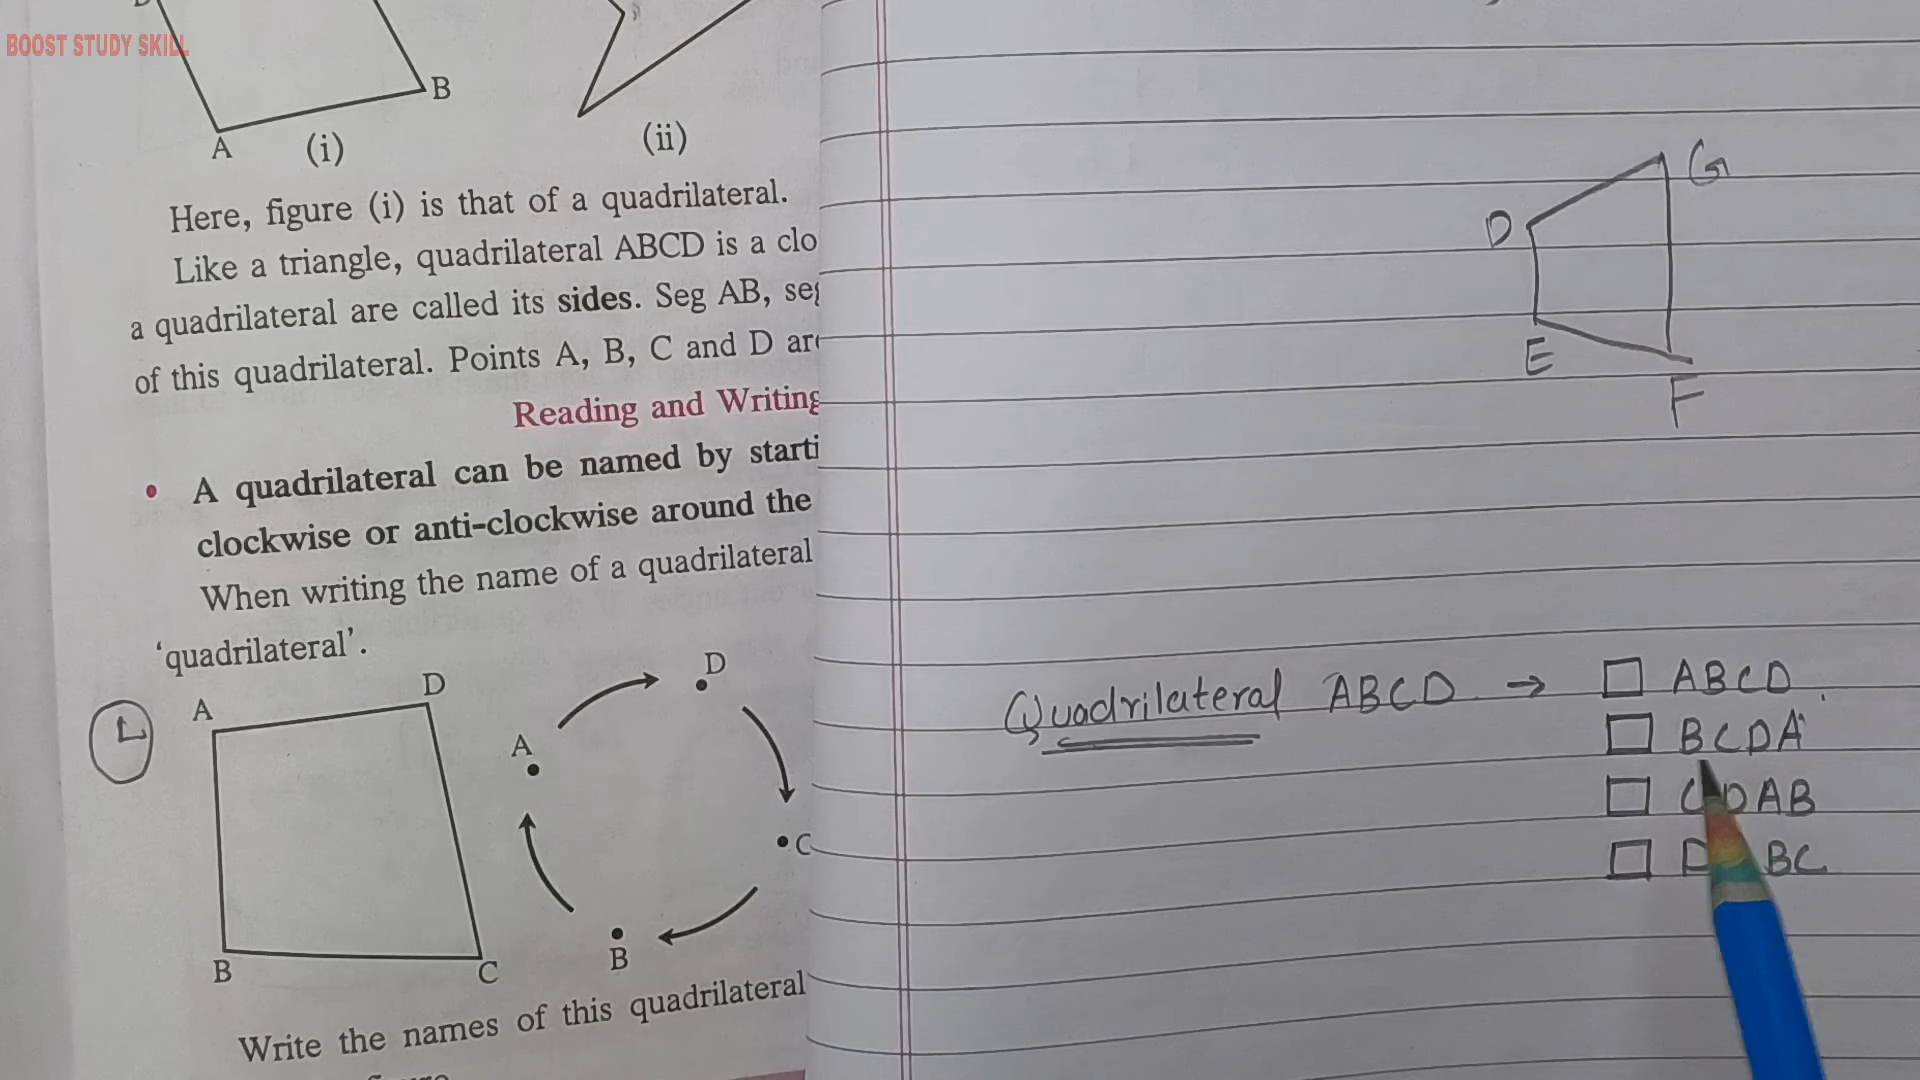 BOOST STUDY SKILL
B
A
(i)
(ii)
Here, figure (i) is that of a quadrilateral.
Like a triangle, quadrilateral ABCD is a clo
a quadrilateral are called its sides. Seg AB, seg
of this quadrilateral. Points A, B, C and D are
Reading and Writing
• A quadrilateral can be named by starti
clockwise or anti-clockwise around the
When writing the name of a quadrilateral
'quadrilateral'.
A
D
B
C
D
A
C
B
Write the names of this quadrilateral
G
D
E
F
Quadrilateral ABCD → □ ABCD
□ BCDA
□ CDAB
□ D BC